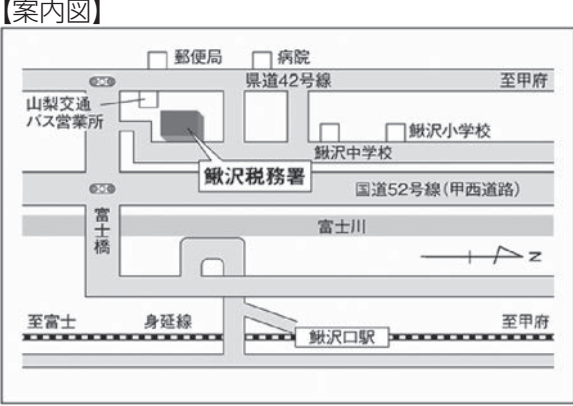 【案内図】
郵便局
病院
県道42号線
至甲府
山梨交通
バス営業所
鰍沢小学校
鰍沢中学校
鰍沢税務署
国道52号線(甲西道路)
富士橋
富士川
N
至富士
身延線
至甲府
鰍沢口駅